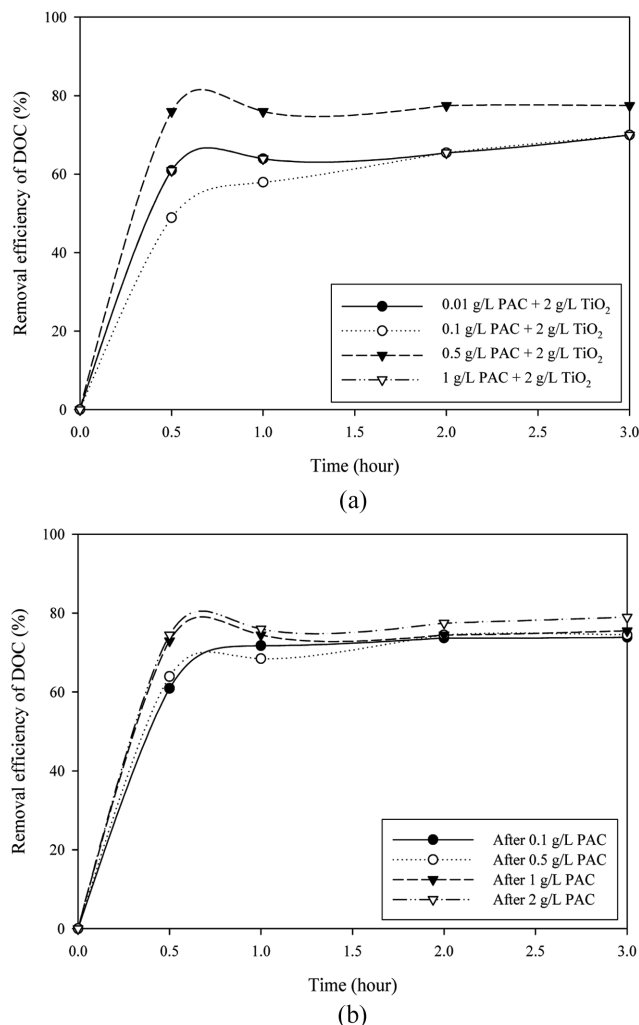 100
80
60
40
20
0
Removal efficiency of DOC (%)
0.01 g/L PAC + 2 g/L TiO₂
0.1 g/L PAC + 2 g/L TiO₂
0.5 g/L PAC + 2 g/L TiO₂
1 g/L PAC + 2 g/L TiO₂
0.0 0.5 1.0 1.5 2.0 2.5 3.0
Time (hour)
(a)
100
80
60
40
20
0
Removal efficiency of DOC (%)
After 0.1 g/L PAC
After 0.5 g/L PAC
After 1 g/L PAC
After 2 g/L PAC
0.0 0.5 1.0 1.5 2.0 2.5 3.0
Time (hour)
(b)